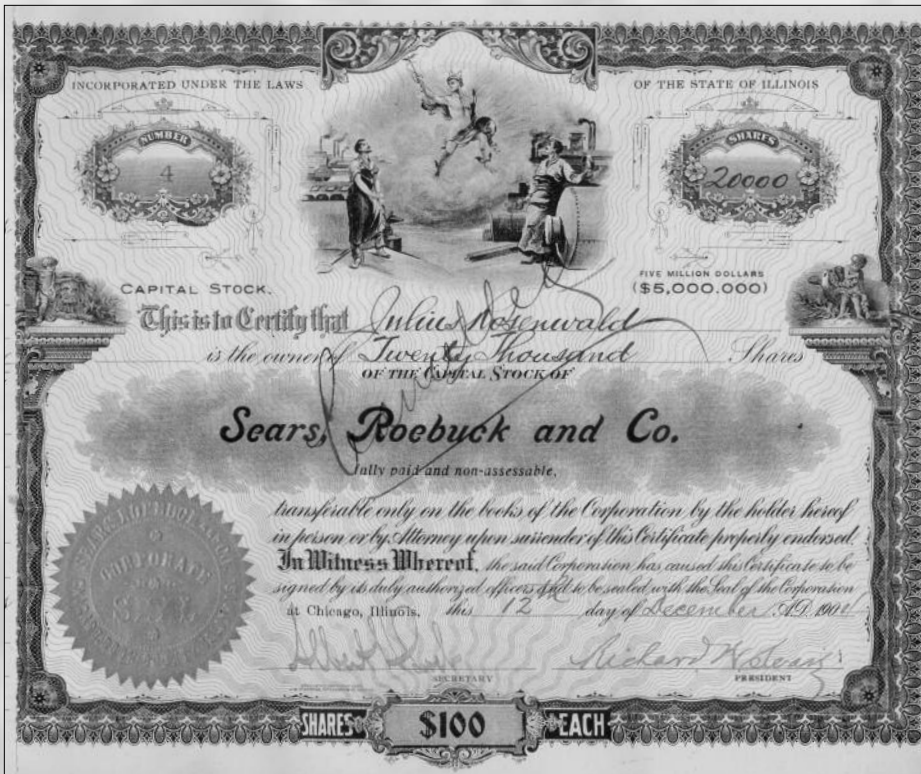 INCORPORATED UNDER THE LAWS OF THE STATE OF ILLINOIS
NUMBER
4
SHARES
20000
CAPITAL STOCK.
FIVE MILLION DOLLARS
($5,000.000)
This is to Certify that Julius Rosenwald
is the owner of Twenty Thousand Shares
OF THE CAPITAL STOCK OF
Sears, Roebuck and Co.
fully paid and non-assessable,
transferable only on the books of the Corporation by the holder hereof
in person or by Attorney upon surrender of this Certificate properly endorsed.
In Witness Whereof, the said Corporation has caused this Certificate to be
signed by its duly authorized officers and to be sealed with the Seal of the Corporation
at Chicago, Illinois, this 12th day of December A.D. 190
CORPORATE
Richard W. Sears
SECRETARY
PRESIDENT
SHARES $100 EACH